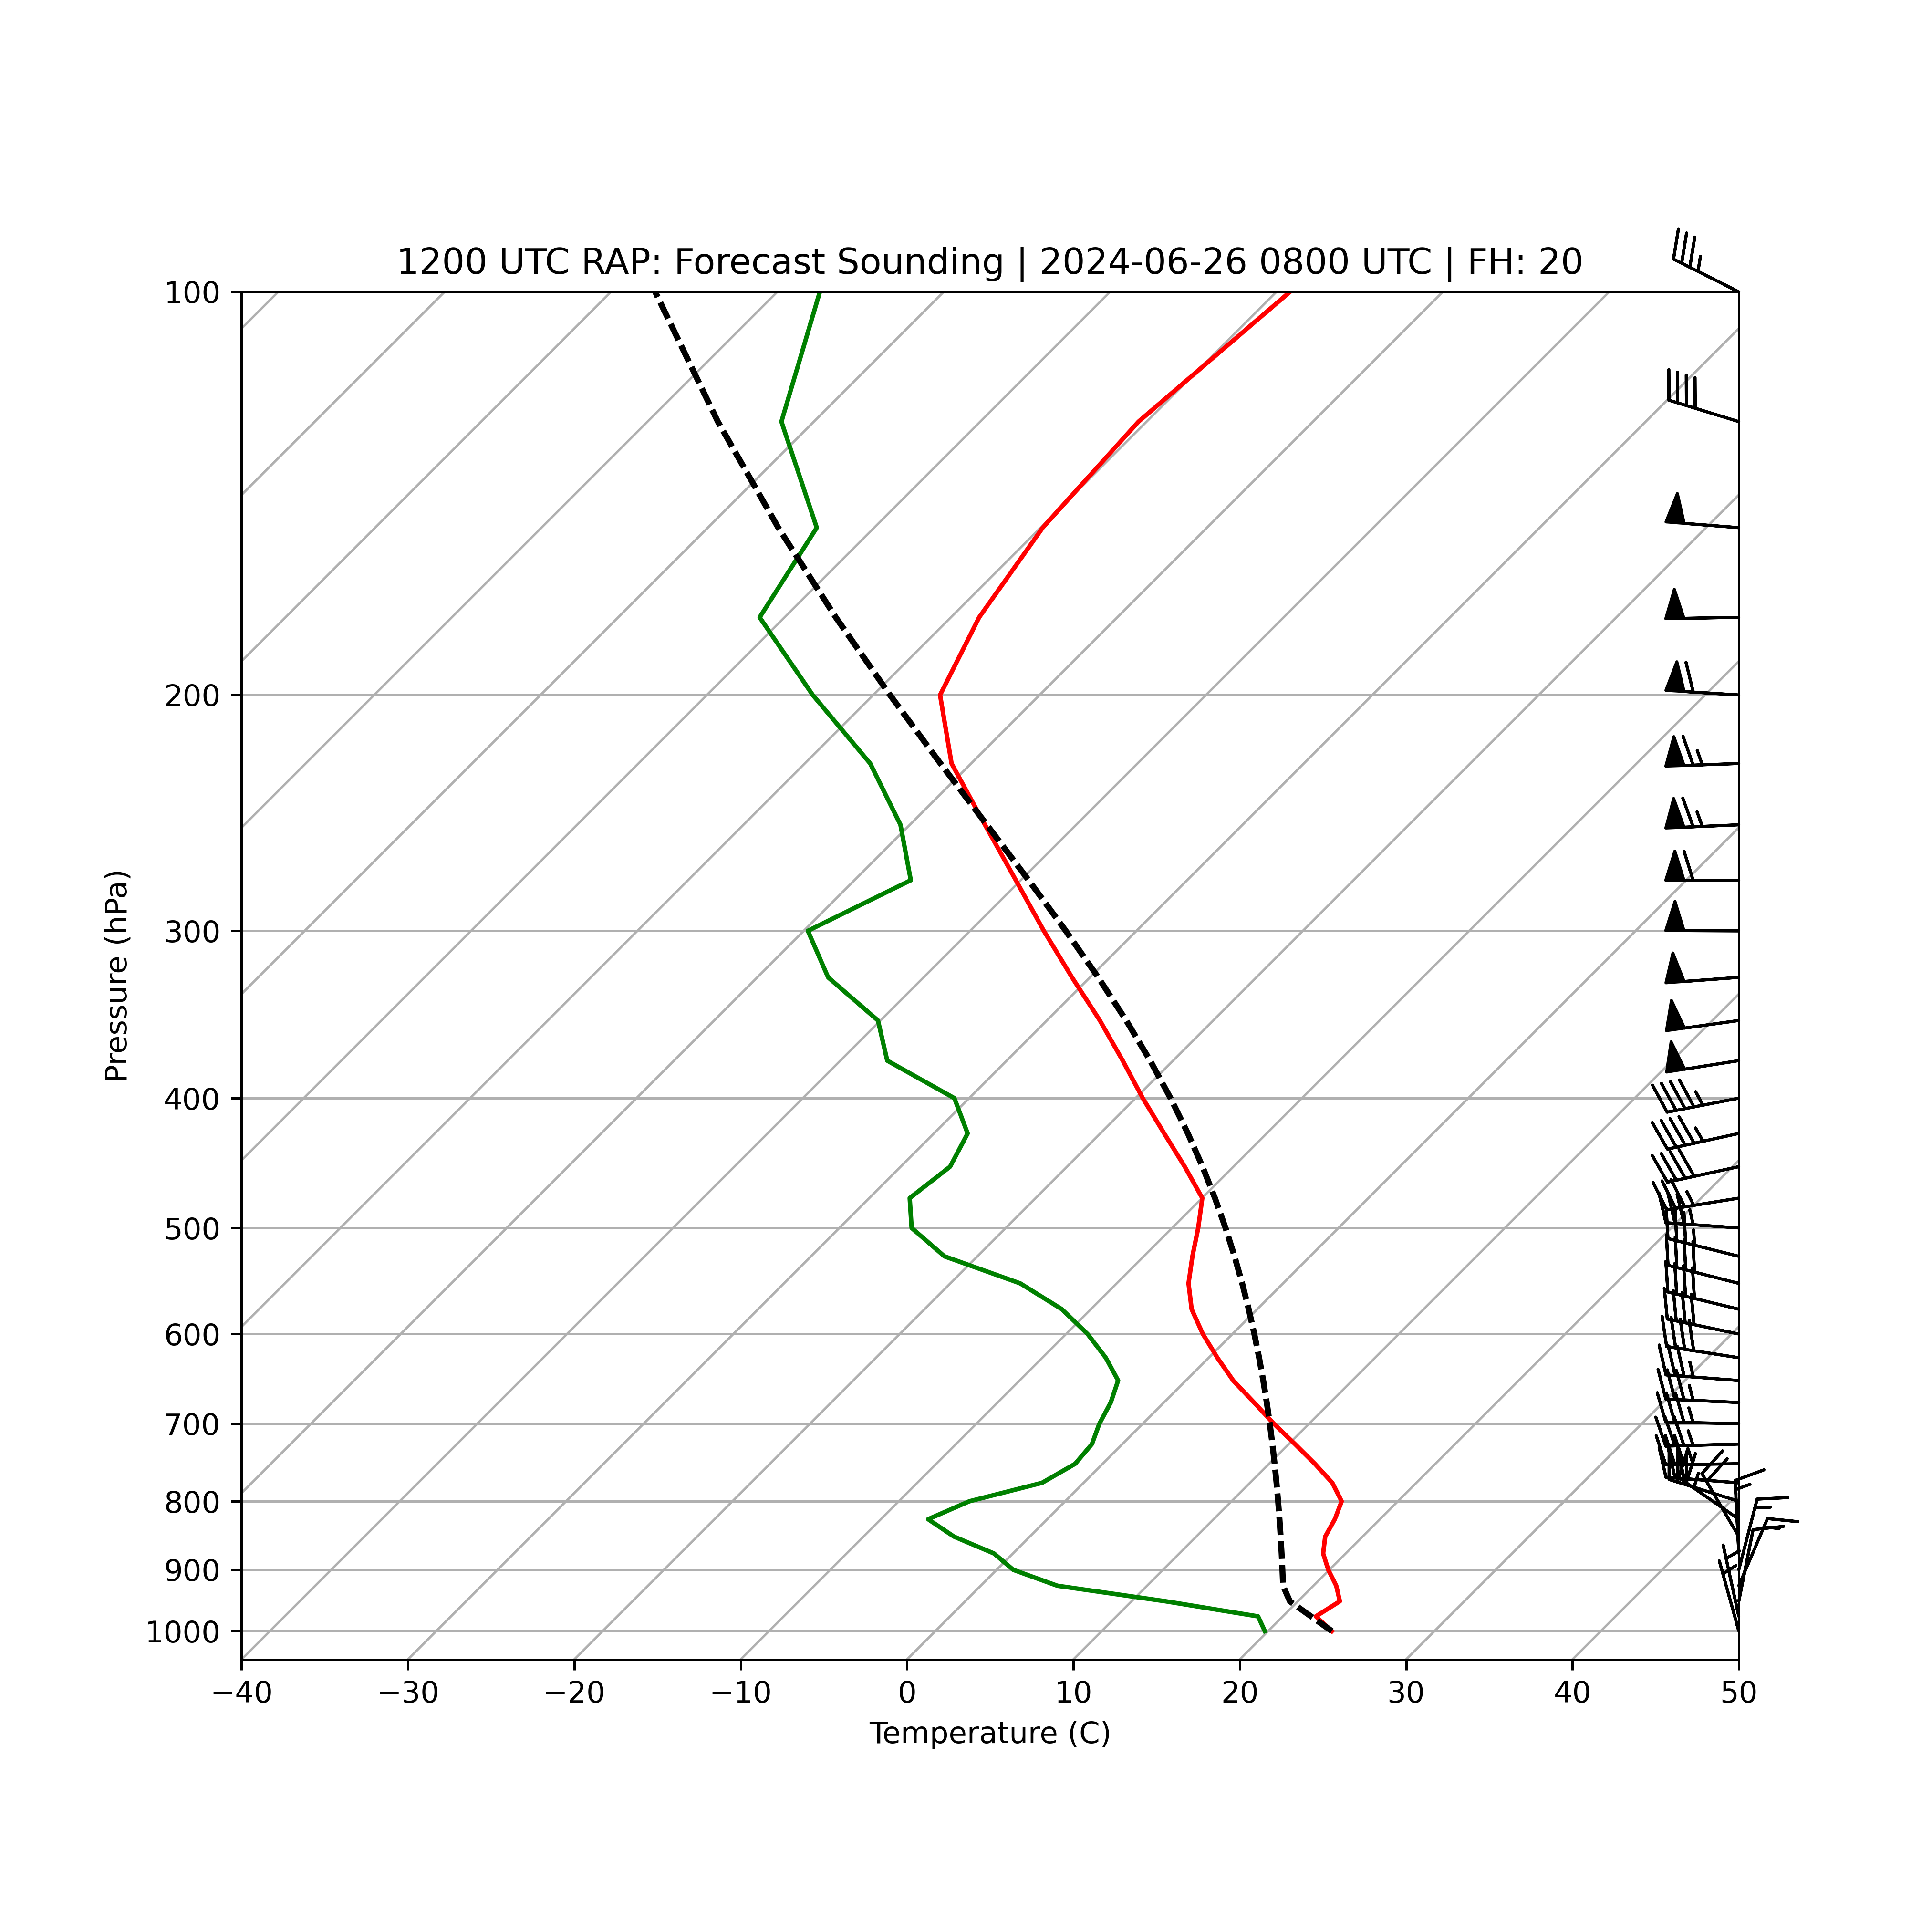 1200 UTC RAP: Forecast Sounding | 2024-06-26 0800 UTC | FH: 20
100
200
300
400
500
600
700
800
900
1000
Pressure (hPa)
−40 −30 −20 −10 0 10 20 30 40 50
Temperature (C)